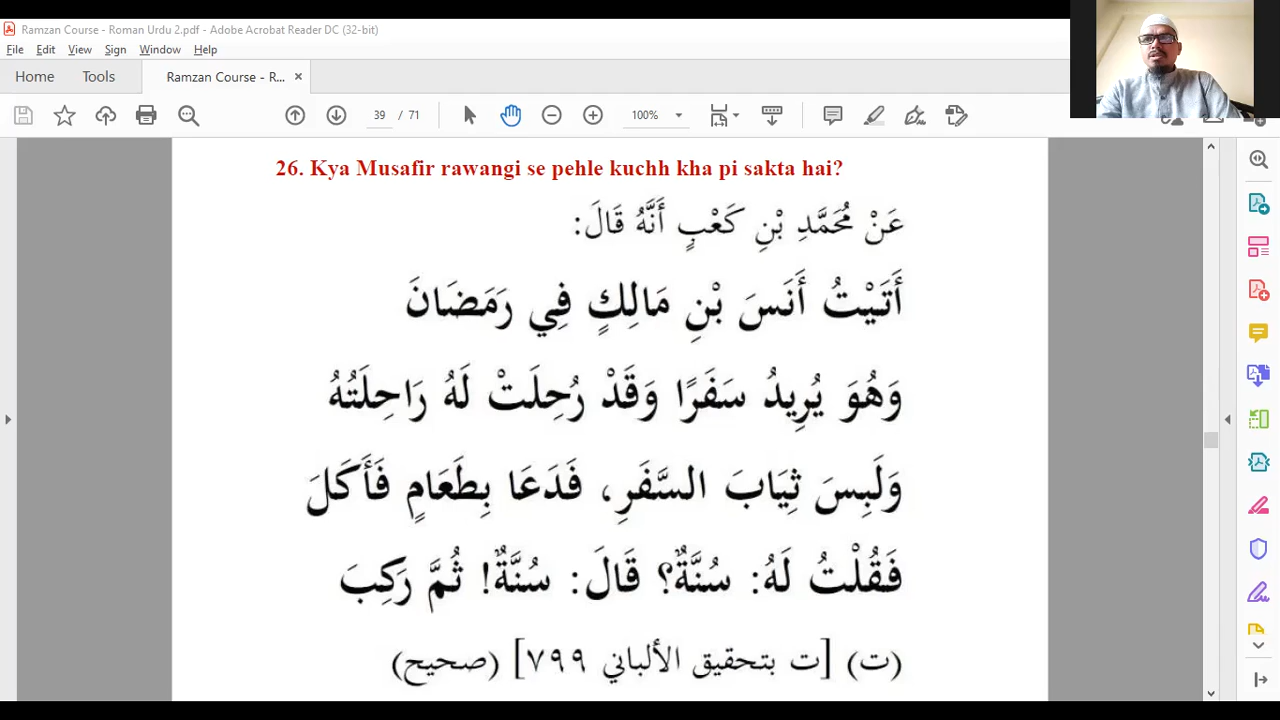 Ramzan Course - Roman Urdu 2.pdf - Adobe Acrobat Reader DC (32-bit)
File Edit View Sign Window Help
Home Tools Ramzan Course - R... ×
39 / 71 100%
26. Kya Musafir rawangi se pehle kuchh kha pi sakta hai?
عَنْ مُحَمَّدِ بْنِ كَعْبٍ أَنَّهُ قَالَ:
أَتَيْتُ أَنَسَ بْنِ مَالِكٍ فِي رَمَضَانَ
وَهُوَ يُرِيدُ سَفَرًا وَقَدْ رُحِلَتْ لَهُ رَاحِلَتُهُ
وَلَبِسَ ثِيَابَ السَّفَرِ، فَدَعَا بِطَعَامٍ فَأَكَلَ
فَقُلْتُ لَهُ: سُنَّةٌ؟ قَالَ: سُنَّةٌ! ثُمَّ رَكِبَ
(ت) [ت بتحقيق الألباني ٧٩٩] (صحيح)